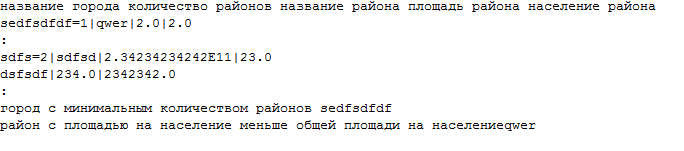 название города количество районов название района площадь района население района
sedfsdfdf=1|qwer|2.0|2.0
:
sdfs=2|sdfsd|2.34234234242E11|23.0
dsfsdf|234.0|2342342.0
:
город с минимальным количеством районов sedfsdfdf
район с площадью на население меньше общей площади на населениеqwer